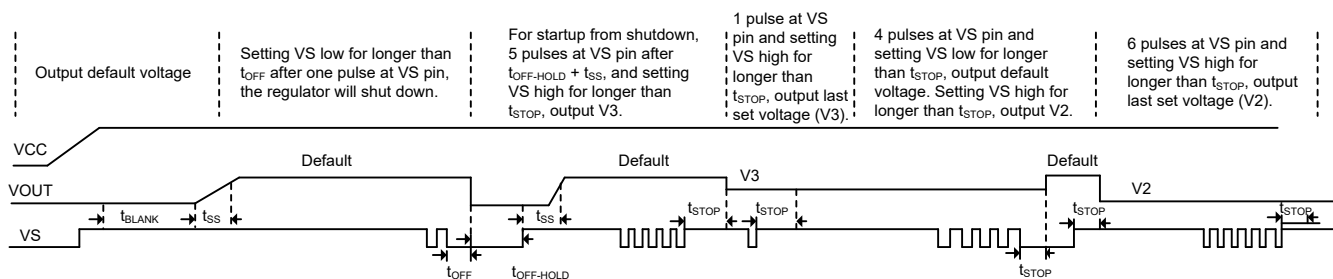 Output default voltage
Setting VS low for longer than
tOFF after one pulse at VS pin,
the regulator will shut down.
For startup from shutdown,
5 pulses at VS pin after
tOFF-HOLD + tSS, and setting
VS high for longer than
tSTOP, output V3.
1 pulse at VS
pin and setting
VS high for
longer than
tSTOP, output last
set voltage (V3).
4 pulses at VS pin and
setting VS low for longer
than tSTOP, output default
voltage. Setting VS high for
longer than tSTOP, output V2.
6 pulses at VS pin and
setting VS high for
longer than tSTOP, output
last set voltage (V2).
VCC
Default
Default
Default
VOUT
V3
V2
tBLANK
tSS
tSS
tSTOP
tSTOP
tSTOP
tSTOP
VS
tOFF
tOFF-HOLD
tSTOP